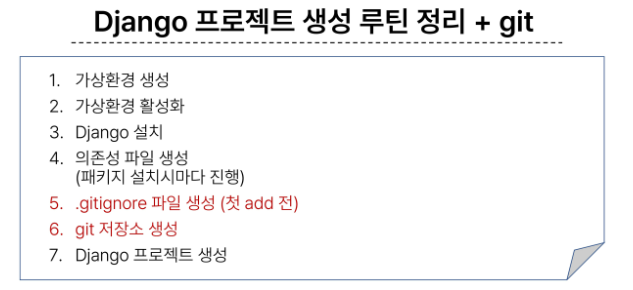 Django 프로젝트 생성 루틴 정리 + git
1. 가상환경 생성
2. 가상환경 활성화
3. Django 설치
4. 의존성 파일 생성
(패키지 설치시마다 진행)
5. .gitignore 파일 생성 (첫 add 전)
6. git 저장소 생성
7. Django 프로젝트 생성